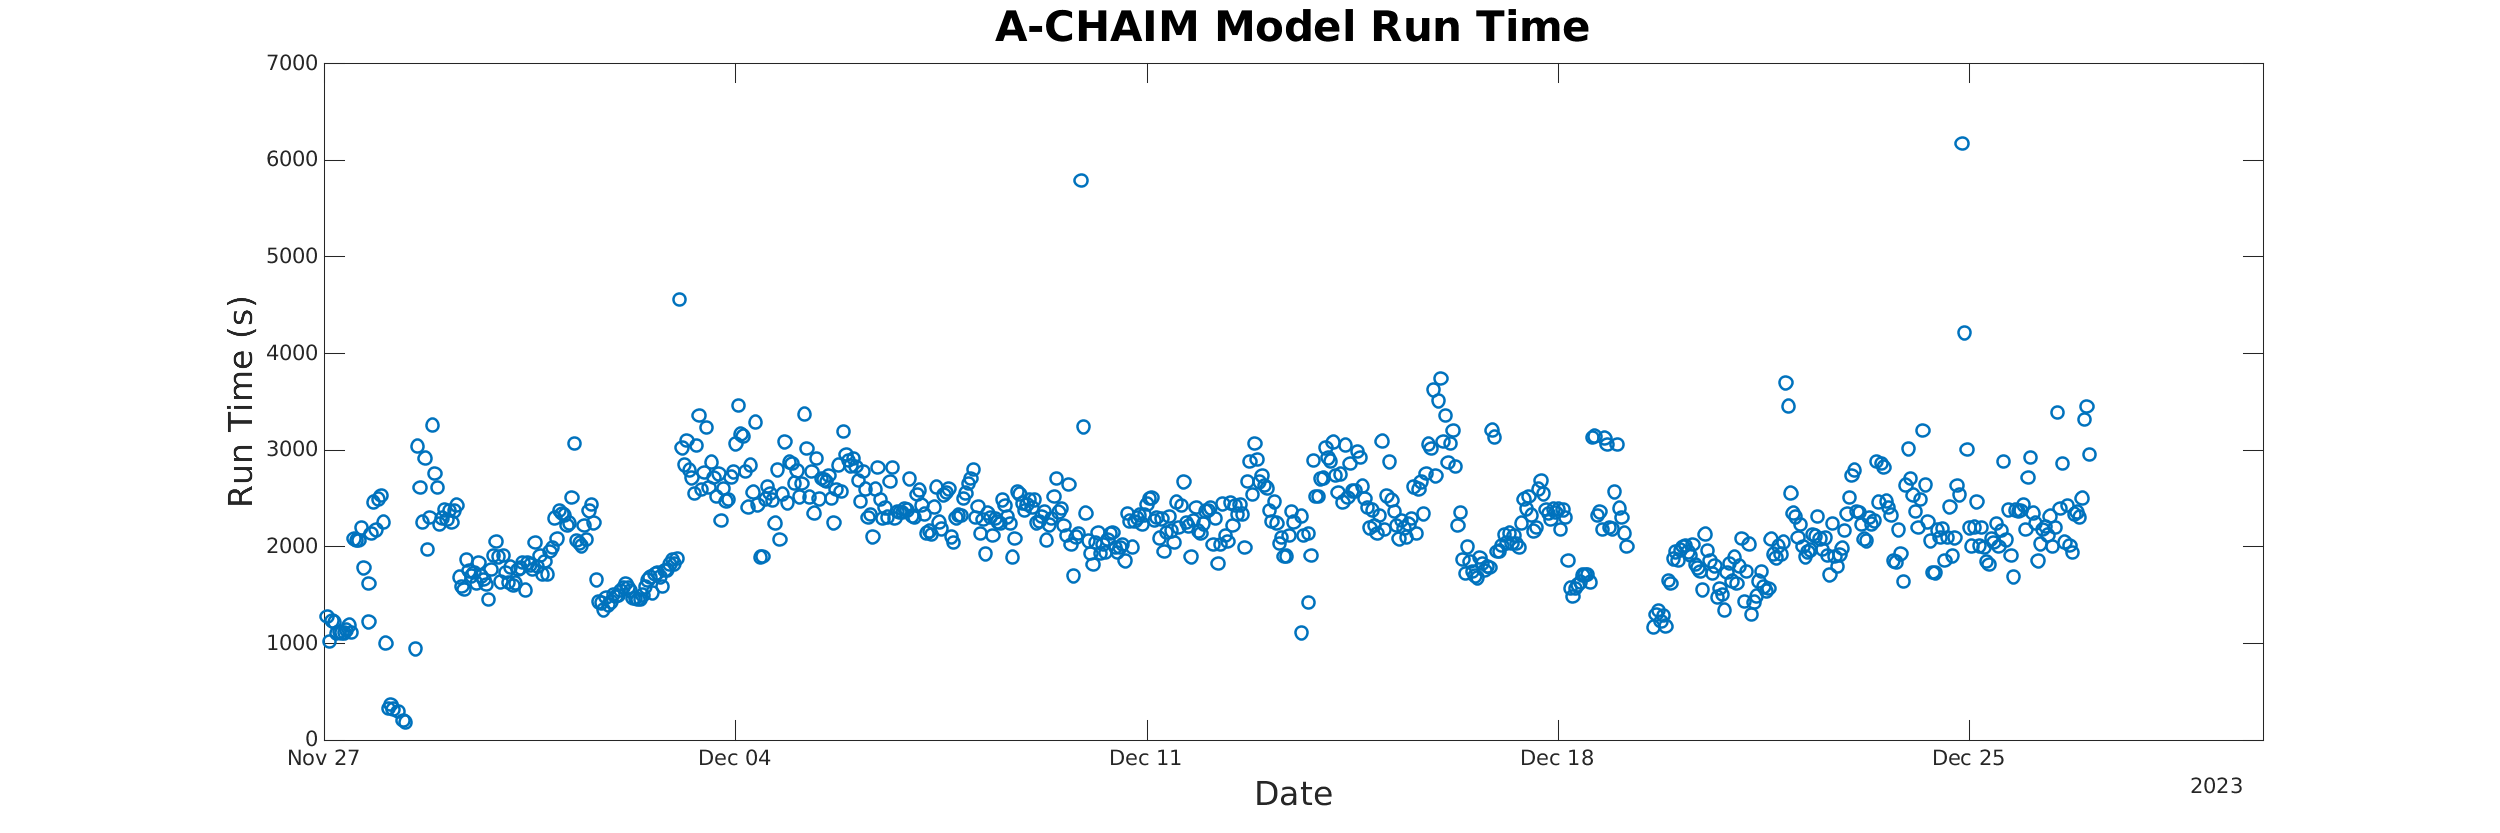 A-CHAIM Model Run Time
7000
6000
5000
4000
3000
2000
1000
0
Run Time (s)
Nov 27
Dec 04
Dec 11
Dec 18
Dec 25
2023
Date